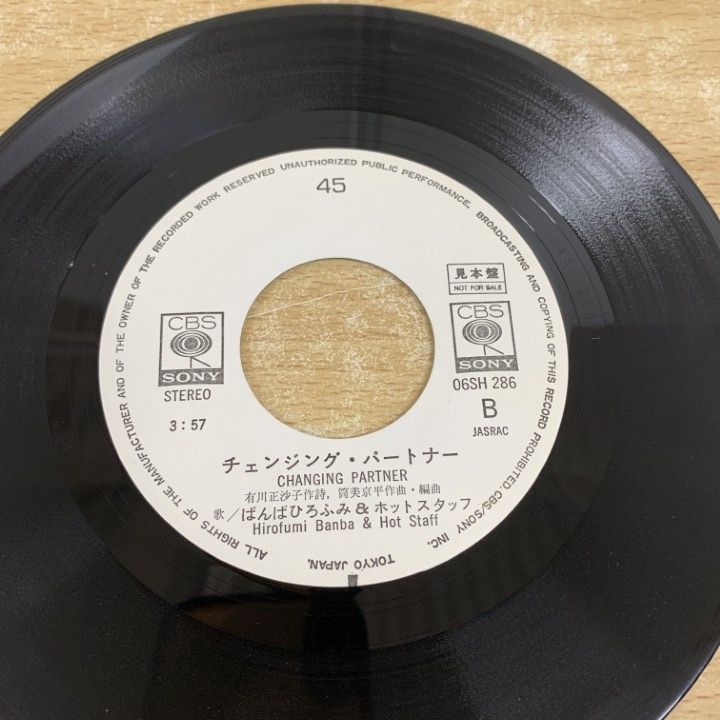 ALL RIGHTS OF THE MANUFACTURER AND OF THE OWNER OF THE RECORDED WORK RESERVED UNAUTHORIZED PUBLIC PERFORMANCE, BROADCASTING AND COPYING OF THIS RECORD PROHIBITED. CBS/SONY INC. TOKYO JAPAN.
45
見本盤
NOT FOR SALE
CBS
SONY
STEREO
3:57
CBS
SONY
06SH 286
B
JASRAC
チェンジング・パートナー
CHANGING PARTNER
有川正沙子作詩, 筒美京平作曲・編曲
歌/ばんばひろふみ&ホットスタッフ
Hirofumi Banba & Hot Staff